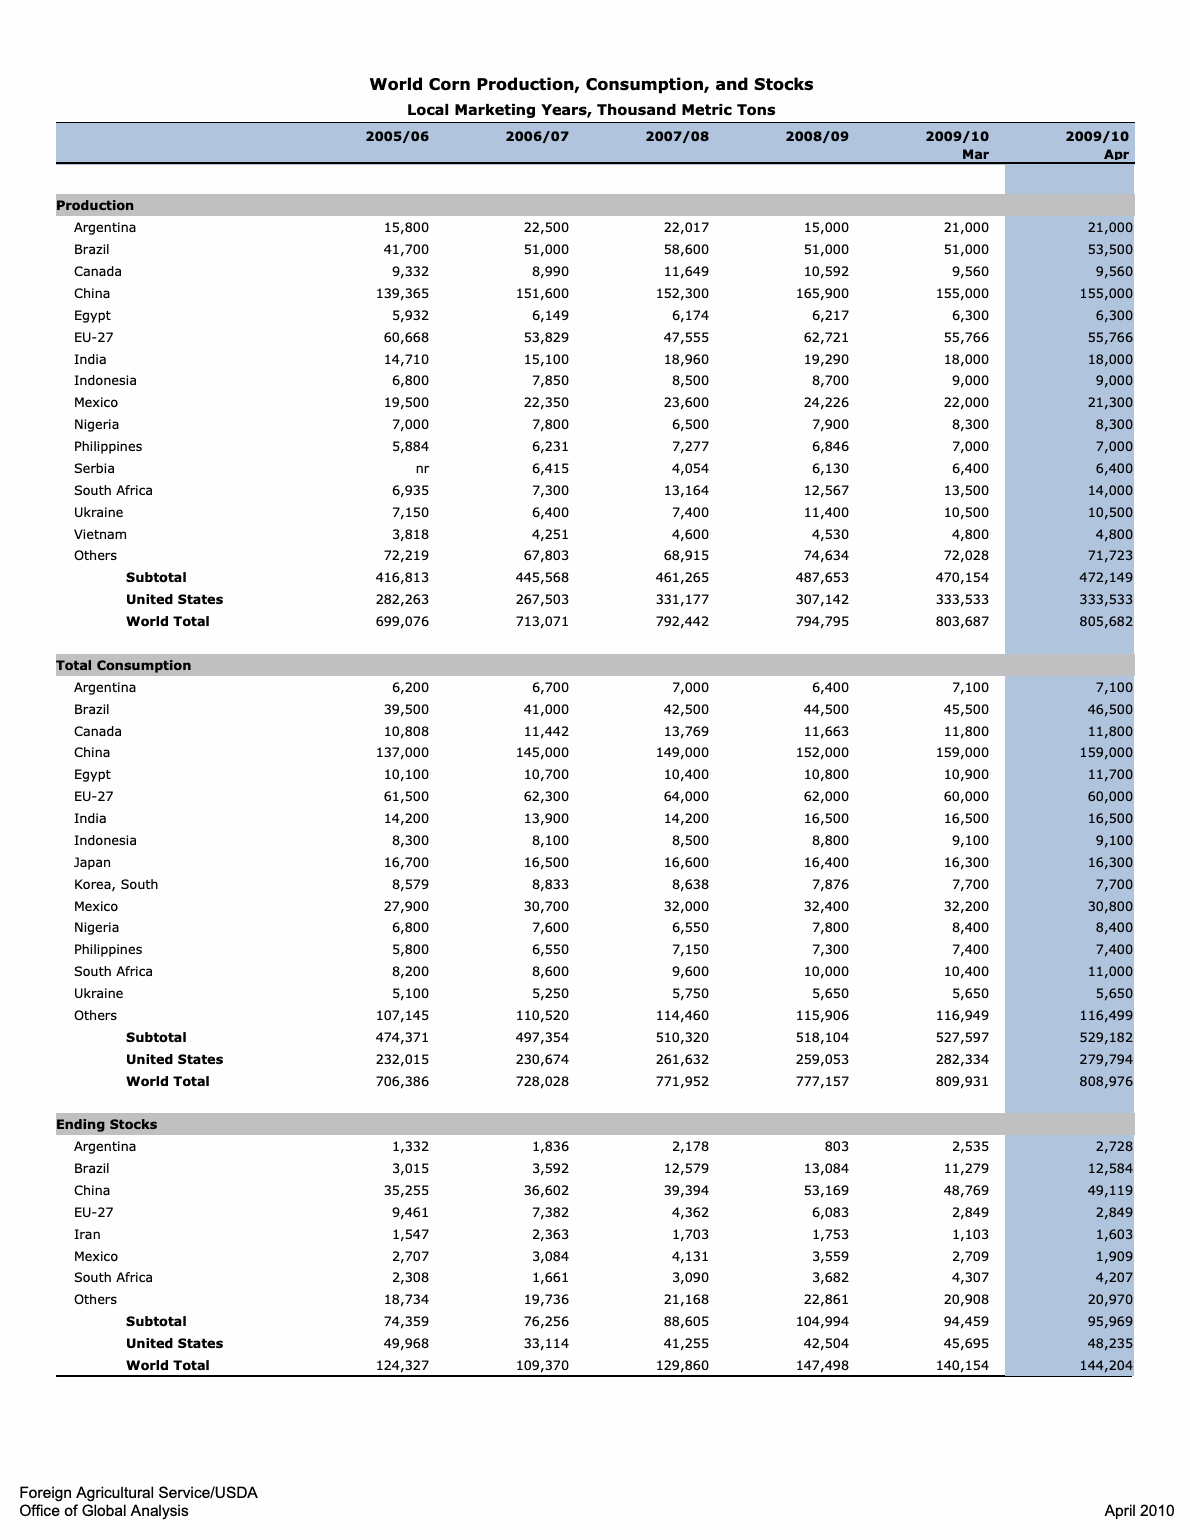 World Corn Production, Consumption, and Stocks
Local Marketing Years, Thousand Metric Tons
2005/06 2006/07 2007/08 2008/09 2009/10 2009/10
Mar Apr
Production
Argentina 15,800 22,500 22,017 15,000 21,000 21,000
Brazil 41,700 51,000 58,600 51,000 51,000 53,500
Canada 9,332 8,990 11,649 10,592 9,560 9,560
China 139,365 151,600 152,300 165,900 155,000 155,000
Egypt 5,932 6,149 6,174 6,217 6,300 6,300
EU-27 60,668 53,829 47,555 62,721 55,766 55,766
India 14,710 15,100 18,960 19,290 18,000 18,000
Indonesia 6,800 7,850 8,500 8,700 9,000 9,000
Mexico 19,500 22,350 23,600 24,226 22,000 21,300
Nigeria 7,000 7,800 6,500 7,900 8,300 8,300
Philippines 5,884 6,231 7,277 6,846 7,000 7,000
Serbia nr 6,415 4,054 6,130 6,400 6,400
South Africa 6,935 7,300 13,164 12,567 13,500 14,000
Ukraine 7,150 6,400 7,400 11,400 10,500 10,500
Vietnam 3,818 4,251 4,600 4,530 4,800 4,800
Others 72,219 67,803 68,915 74,634 72,028 71,723
Subtotal 416,813 445,568 461,265 487,653 470,154 472,149
United States 282,263 267,503 331,177 307,142 333,533 333,533
World Total 699,076 713,071 792,442 794,795 803,687 805,682
Total Consumption
Argentina 6,200 6,700 7,000 6,400 7,100 7,100
Brazil 39,500 41,000 42,500 44,500 45,500 46,500
Canada 10,808 11,442 13,769 11,663 11,800 11,800
China 137,000 145,000 149,000 152,000 159,000 159,000
Egypt 10,100 10,700 10,400 10,800 10,900 11,700
EU-27 61,500 62,300 64,000 62,000 60,000 60,000
India 14,200 13,900 14,200 16,500 16,500 16,500
Indonesia 8,300 8,100 8,500 8,800 9,100 9,100
Japan 16,700 16,500 16,600 16,400 16,300 16,300
Korea, South 8,579 8,833 8,638 7,876 7,700 7,700
Mexico 27,900 30,700 32,000 32,400 32,200 30,800
Nigeria 6,800 7,600 6,550 7,800 8,400 8,400
Philippines 5,800 6,550 7,150 7,300 7,400 7,400
South Africa 8,200 8,600 9,600 10,000 10,400 11,000
Ukraine 5,100 5,250 5,750 5,650 5,650 5,650
Others 107,145 110,520 114,460 115,906 116,949 116,499
Subtotal 474,371 497,354 510,320 518,104 527,597 529,182
United States 232,015 230,674 261,632 259,053 282,334 279,794
World Total 706,386 728,028 771,952 777,157 809,931 808,976
Ending Stocks
Argentina 1,332 1,836 2,178 803 2,535 2,728
Brazil 3,015 3,592 12,579 13,084 11,279 12,584
China 35,255 36,602 39,394 53,169 48,769 49,119
EU-27 9,461 7,382 4,362 6,083 2,849 2,849
Iran 1,547 2,363 1,703 1,753 1,103 1,603
Mexico 2,707 3,084 4,131 3,559 2,709 1,909
South Africa 2,308 1,661 3,090 3,682 4,307 4,207
Others 18,734 19,736 21,168 22,861 20,908 20,970
Subtotal 74,359 76,256 88,605 104,994 94,459 95,969
United States 49,968 33,114 41,255 42,504 45,695 48,235
World Total 124,327 109,370 129,860 147,498 140,154 144,204
Foreign Agricultural Service/USDA
Office of Global Analysis April 2010